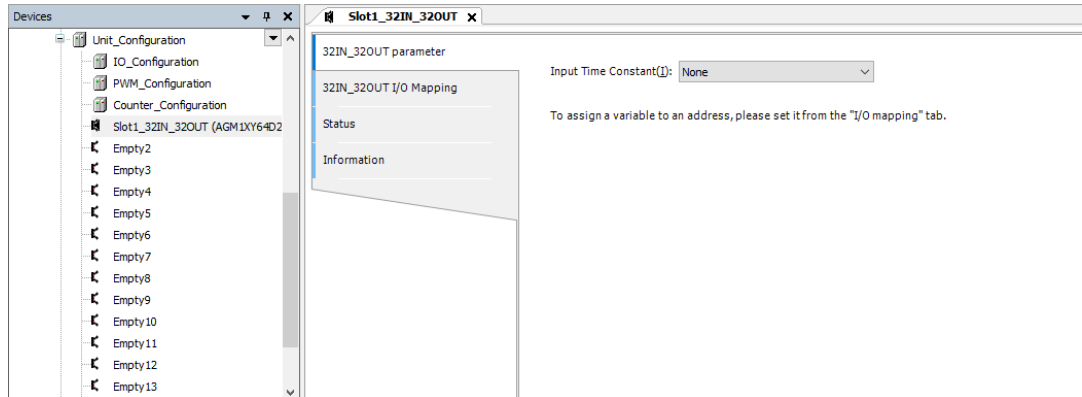 Devices
Unit_Configuration
IO_Configuration
PWM_Configuration
Counter_Configuration
Slot1_32IN_32OUT (AGM1XY64D2
Empty2
Empty3
Empty4
Empty5
Empty6
Empty7
Empty8
Empty9
Empty10
Empty11
Empty12
Empty13
Slot1_32IN_32OUT
32IN_32OUT parameter
32IN_32OUT I/O Mapping
Status
Information
Input Time Constant(I): None
To assign a variable to an address, please set it from the "I/O mapping" tab.